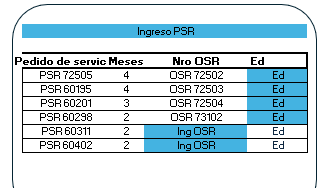 Ingreso PSR
Pedido de servic Meses Nro OSR Ed
PSR 72505 4 OSR 72502 Ed
PSR 60195 4 OSR 72503 Ed
PSR 60201 3 OSR 72504 Ed
PSR 60298 2 OSR 73102 Ed
PSR 60311 2 Ing OSR Ed
PSR 60402 2 Ing OSR Ed